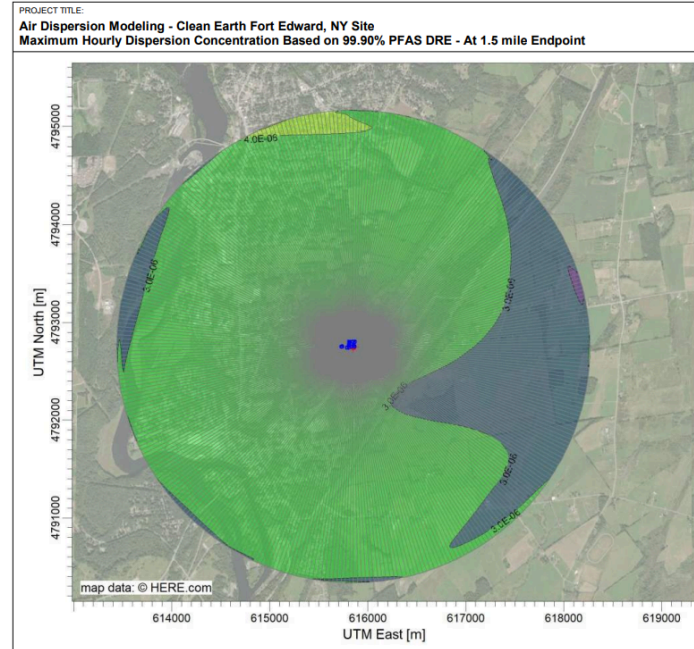 PROJECT TITLE:
Air Dispersion Modeling - Clean Earth Fort Edward, NY Site
Maximum Hourly Dispersion Concentration Based on 99.90% PFAS DRE - At 1.5 mile Endpoint
UTM North [m]
4795000
4794000
4793000
4792000
4791000
4.0E-06
3.0E-06
3.0E-06
3.0E-06
3.0E-06
3.0E-06
map data: © HERE.com
614000
615000
616000
617000
618000
619000
UTM East [m]